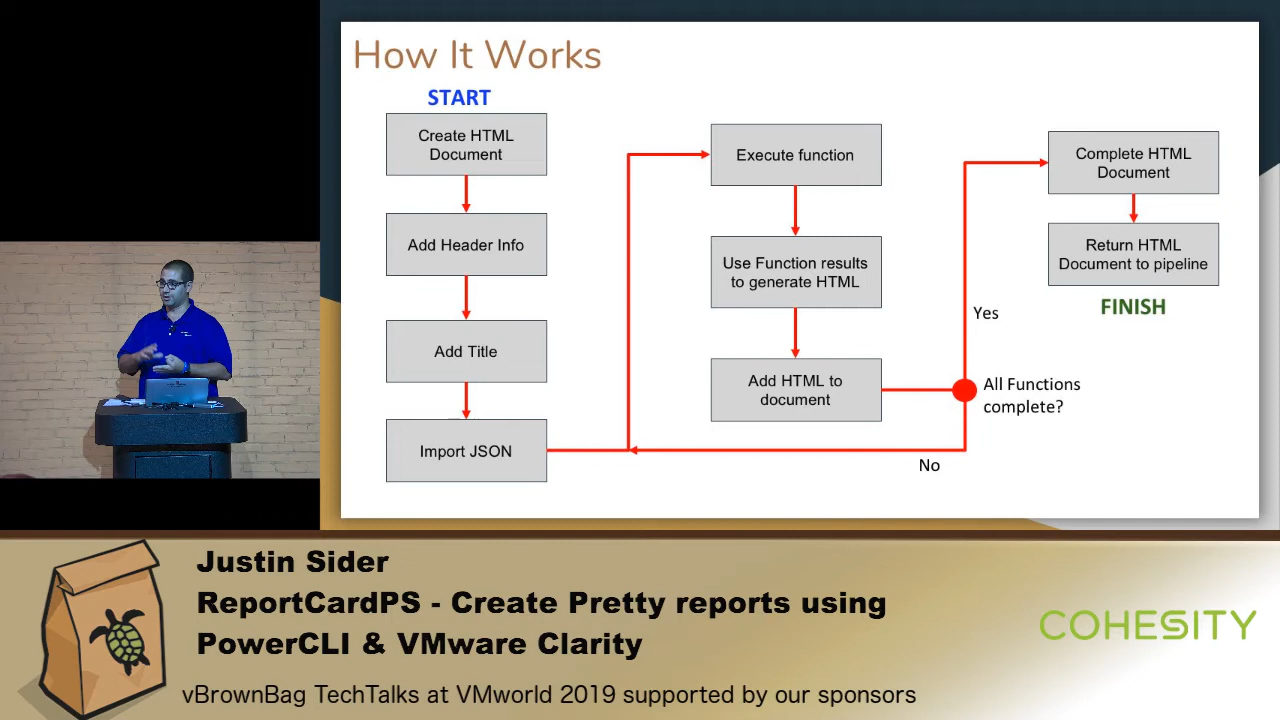 How It Works
START
Create HTML
Document
Add Header Info
Add Title
Import JSON
Execute function
Use Function results
to generate HTML
Add HTML to
document
All Functions
complete?
Yes
No
Complete HTML
Document
Return HTML
Document to pipeline
FINISH
Justin Sider
ReportCardPS - Create Pretty reports using
PowerCLI & VMware Clarity
vBrownBag TechTalks at VMworld 2019 supported by our sponsors
COHESITY